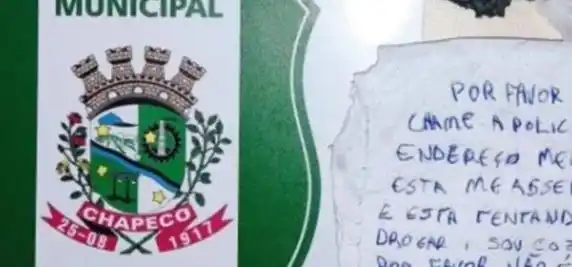 MUNICIPAL
CHAPECÓ
25-08 1917
POR FAVOR
CHAME A POLIC
ENDEREÇO ME
ESTA ME ASSE
E ESTA TENTAND
DROGAR, SOU COZ
POR FAVOR NÃO É